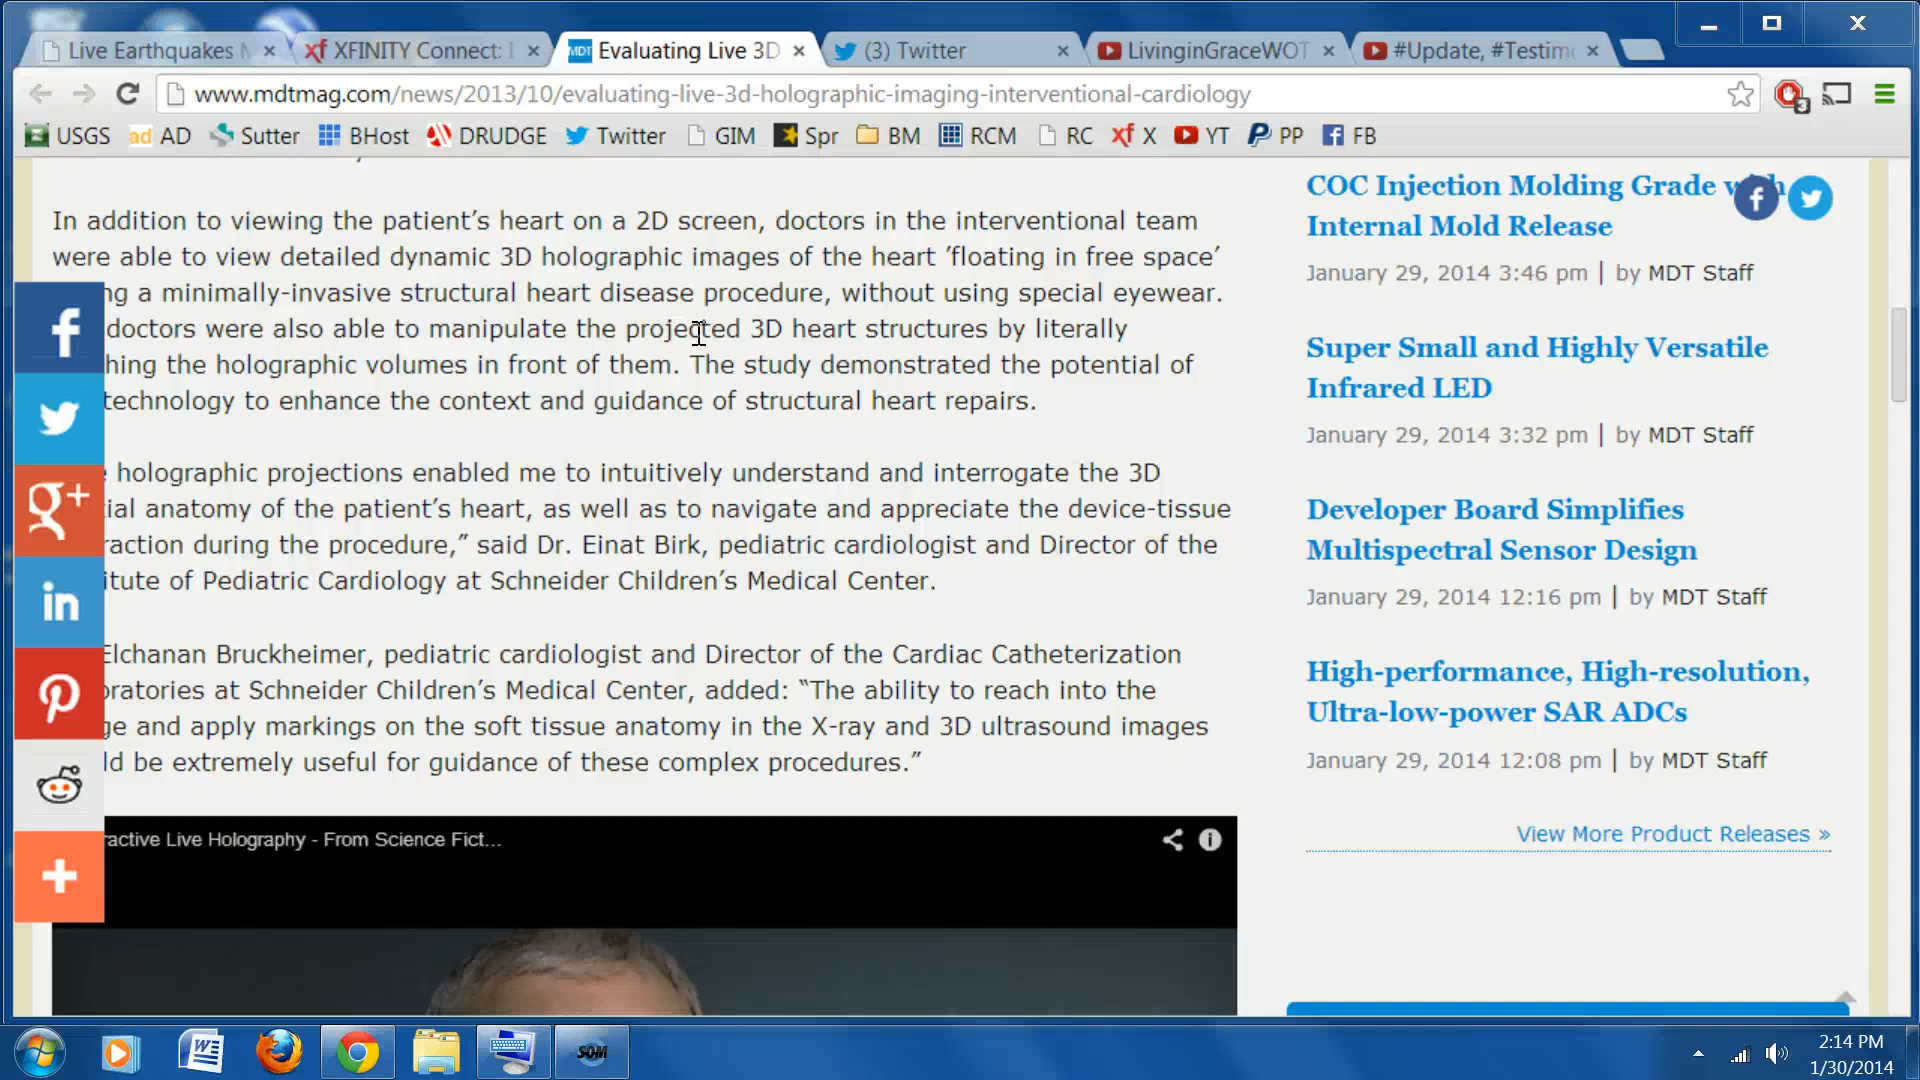 Live Earthquakes M
XFINITY Connect: I
MDT Evaluating Live 3D
(3) Twitter
LivinginGraceWOT
#Update, #Testim
www.mdtmag.com/news/2013/10/evaluating-live-3d-holographic-imaging-interventional-cardiology
3
USGS
ad AD
Sutter
BHost
DRUDGE
Twitter
GIM
Spr
BM
RCM
RC
xf X
YT
PP
FB
In addition to viewing the patient’s heart on a 2D screen, doctors in the interventional team
were able to view detailed dynamic 3D holographic images of the heart ’floating in free space’
ng a minimally-invasive structural heart disease procedure, without using special eyewear.
doctors were also able to manipulate the projected 3D heart structures by literally
hing the holographic volumes in front of them. The study demonstrated the potential of
technology to enhance the context and guidance of structural heart repairs.
holographic projections enabled me to intuitively understand and interrogate the 3D
ial anatomy of the patient’s heart, as well as to navigate and appreciate the device-tissue
raction during the procedure,” said Dr. Einat Birk, pediatric cardiologist and Director of the
itute of Pediatric Cardiology at Schneider Children’s Medical Center.
Elchanan Bruckheimer, pediatric cardiologist and Director of the Cardiac Catheterization
oratories at Schneider Children’s Medical Center, added: “The ability to reach into the
ge and apply markings on the soft tissue anatomy in the X-ray and 3D ultrasound images
ld be extremely useful for guidance of these complex procedures.”
ractive Live Holography - From Science Fict...
COC Injection Molding Grade with
Internal Mold Release
January 29, 2014 3:46 pm | by MDT Staff
Super Small and Highly Versatile
Infrared LED
January 29, 2014 3:32 pm | by MDT Staff
Developer Board Simplifies
Multispectral Sensor Design
January 29, 2014 12:16 pm | by MDT Staff
High-performance, High-resolution,
Ultra-low-power SAR ADCs
January 29, 2014 12:08 pm | by MDT Staff
View More Product Releases »
SOM
2:14 PM
1/30/2014